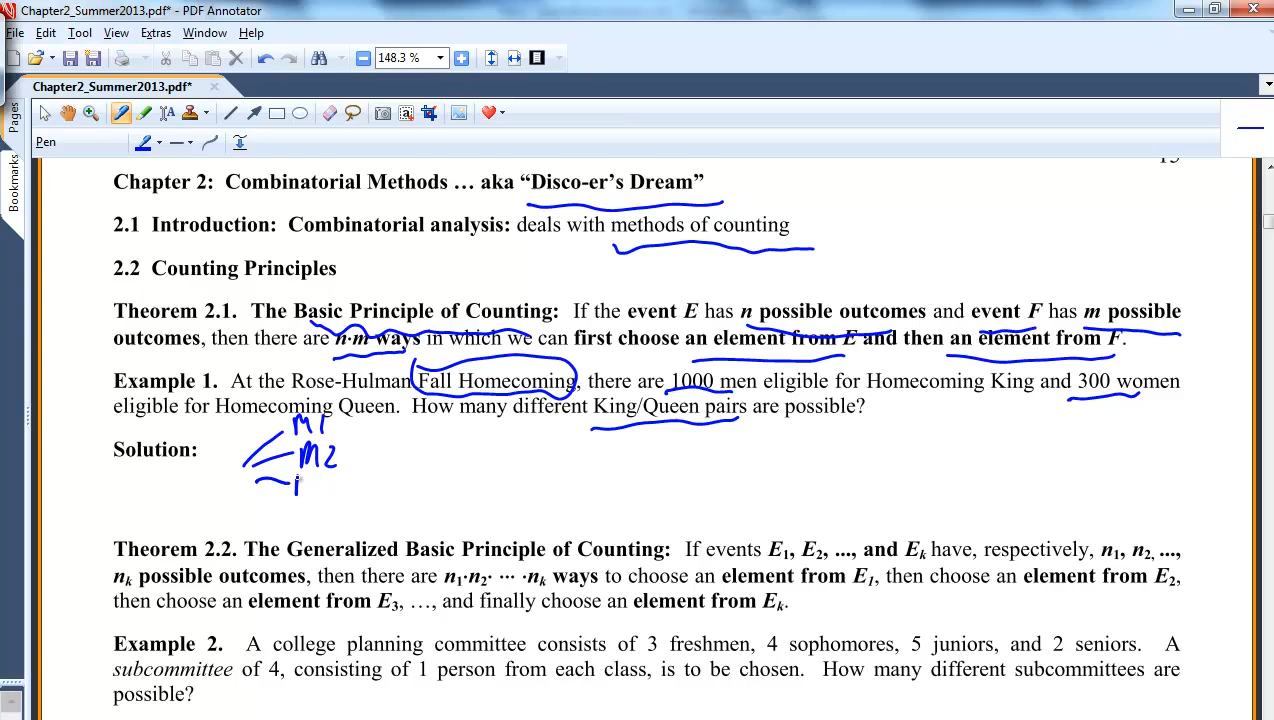 Chapter2_Summer2013.pdf* - PDF Annotator
File Edit Tool View Extras Window Help
148.3 %
Chapter2_Summer2013.pdf*
Pages
Bookmarks
Pen
Chapter 2: Combinatorial Methods … aka “Disco-er’s Dream”
2.1 Introduction: Combinatorial analysis: deals with methods of counting
2.2 Counting Principles
Theorem 2.1. The Basic Principle of Counting: If the event E has n possible outcomes and event F has m possible
outcomes, then there are n·m ways in which we can first choose an element from E and then an element from F.
Example 1. At the Rose-Hulman Fall Homecoming, there are 1000 men eligible for Homecoming King and 300 women
eligible for Homecoming Queen. How many different King/Queen pairs are possible?
M1
Solution:
M2
Theorem 2.2. The Generalized Basic Principle of Counting: If events E1, E2, ..., and Ek have, respectively, n1, n2, ...,
nk possible outcomes, then there are n1·n2· ··· ·nk ways to choose an element from E1, then choose an element from E2,
then choose an element from E3, …, and finally choose an element from Ek.
Example 2. A college planning committee consists of 3 freshmen, 4 sophomores, 5 juniors, and 2 seniors. A
subcommittee of 4, consisting of 1 person from each class, is to be chosen. How many different subcommittees are
possible?